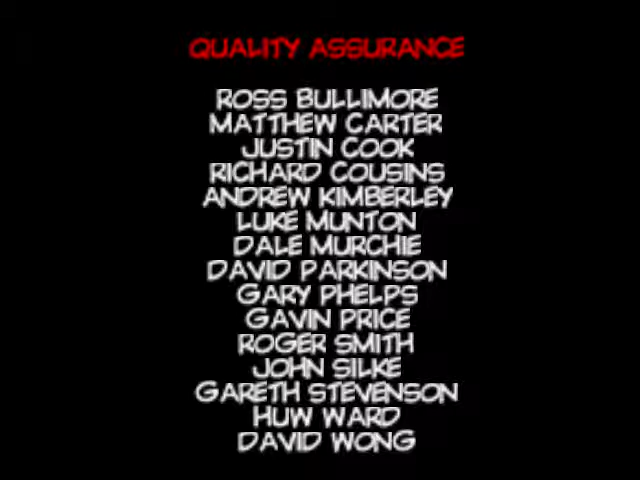 QUALITY ASSURANCE
ROSS BULLIMORE
MATTHEW CARTER
JUSTIN COOK
RICHARD COUSINS
ANDREW KIMBERLEY
LUKE MUNTON
DALE MURCHIE
DAVID PARKINSON
GARY PHELPS
GAVIN PRICE
ROGER SMITH
JOHN SILKE
GARETH STEVENSON
HUW WARD
DAVID WONG